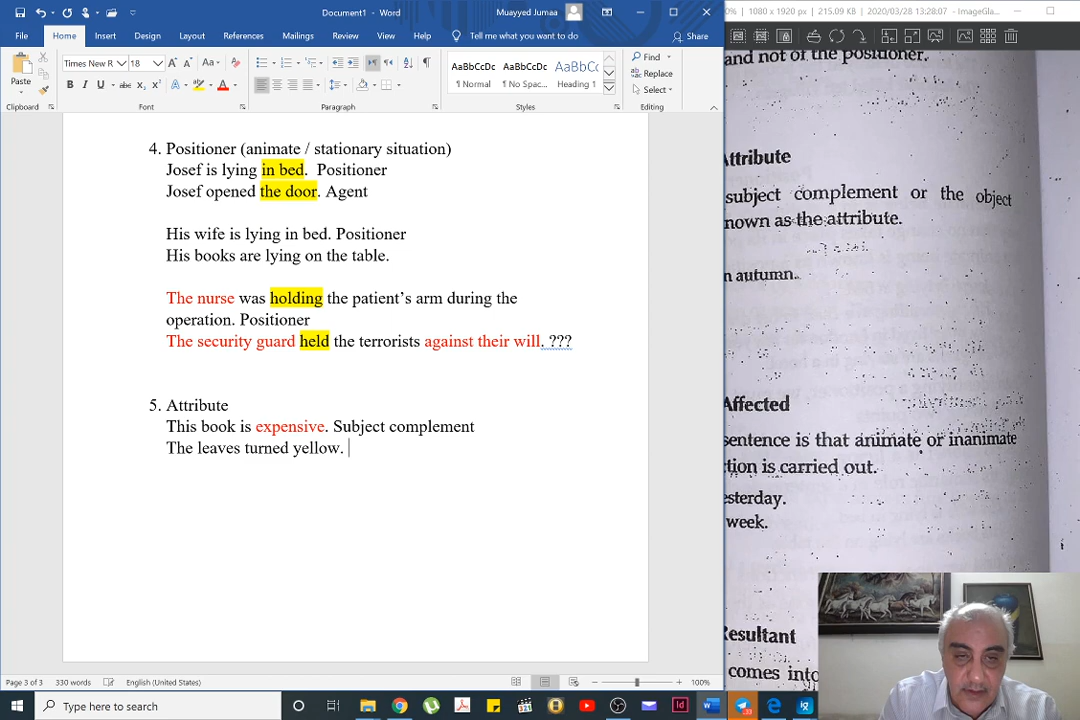 Document1 - Word
Muayyed Jumaa
0% | 1080 x 1920 px | 215.09 KB | 2020/03/28 13:28:07 - ImageGla...
File Home Insert Design Layout References Mailings Review View Help Tell me what you want to do Share
Paste
Clipboard
Times New R 18
Font
Paragraph
AaBbCcDc AaBbCcDc AaBbCc
¶ Normal ¶ No Spac... Heading 1
Styles
Find
Replace
Select
Editing
4. Positioner (animate / stationary situation)
Josef is lying in bed. Positioner
Josef opened the door. Agent
His wife is lying in bed. Positioner
His books are lying on the table.
The nurse was holding the patient's arm during the
operation. Positioner
The security guard held the terrorists against their will. ???
5. Attribute
This book is expensive. Subject complement
The leaves turned yellow.
and not of the positioner.
Attribute
subject complement or the object
nown as the attribute.
n autumn.
Affected
sentence is that animate or inanimate
tion is carried out.
esterday.
week.
Resultant
comes into
Page 3 of 3 330 words English (United States) 100%
Type here to search